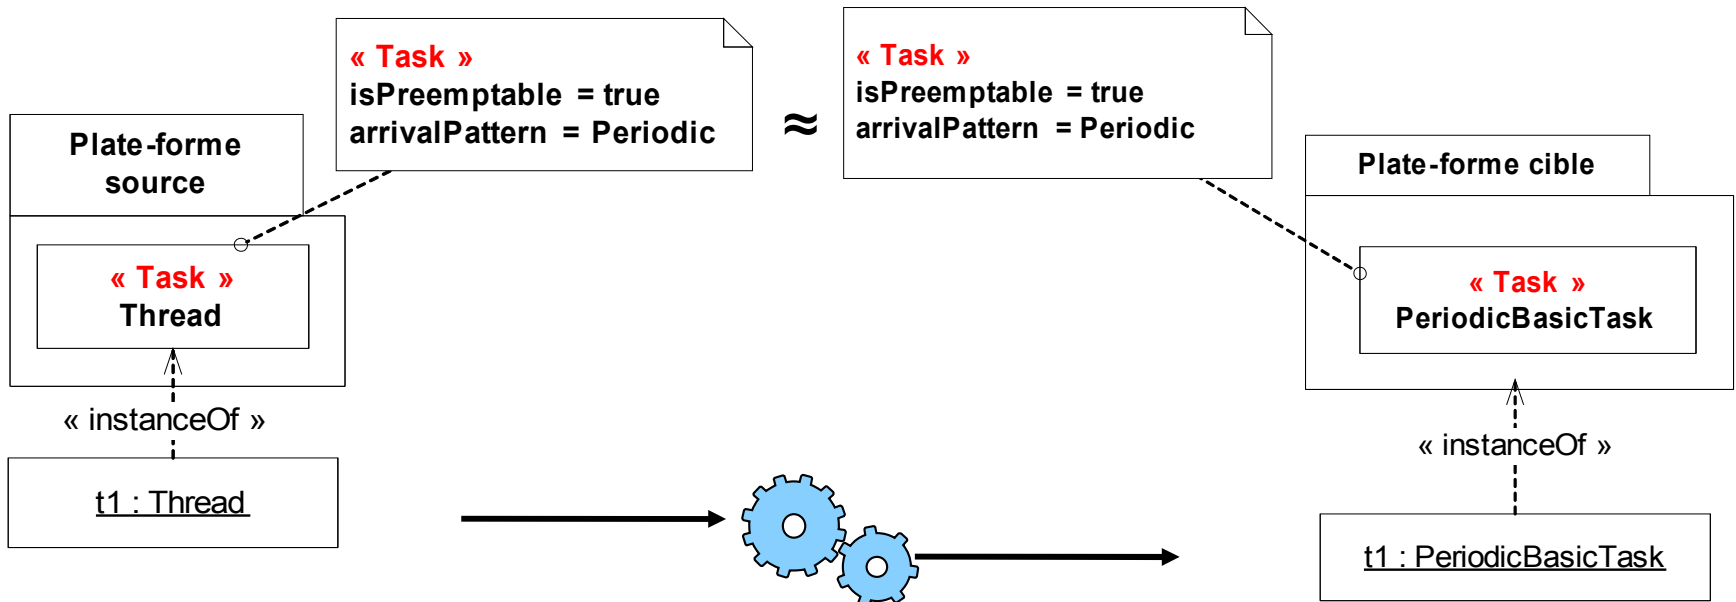 « Task »
isPreemptable = true
arrivalPattern = Periodic
≈
« Task »
isPreemptable = true
arrivalPattern = Periodic
Plate-forme
source
« Task »
Thread
« instanceOf »
t1 : Thread
Plate-forme cible
« Task »
PeriodicBasicTask
« instanceOf »
t1 : PeriodicBasicTask